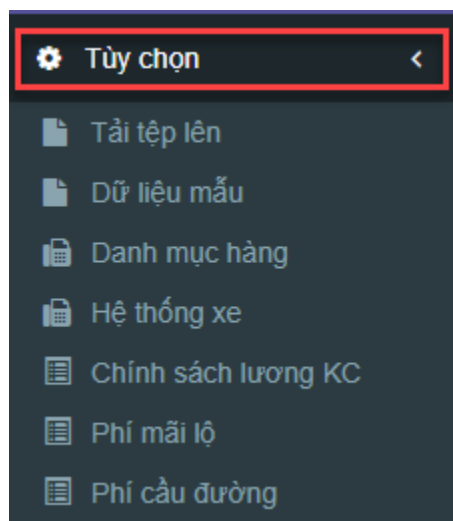 Tùy chọn
Tải tệp lên
Dữ liệu mẫu
Danh mục hàng
Hệ thống xe
Chính sách lương KC
Phí mãi lộ
Phí cầu đường